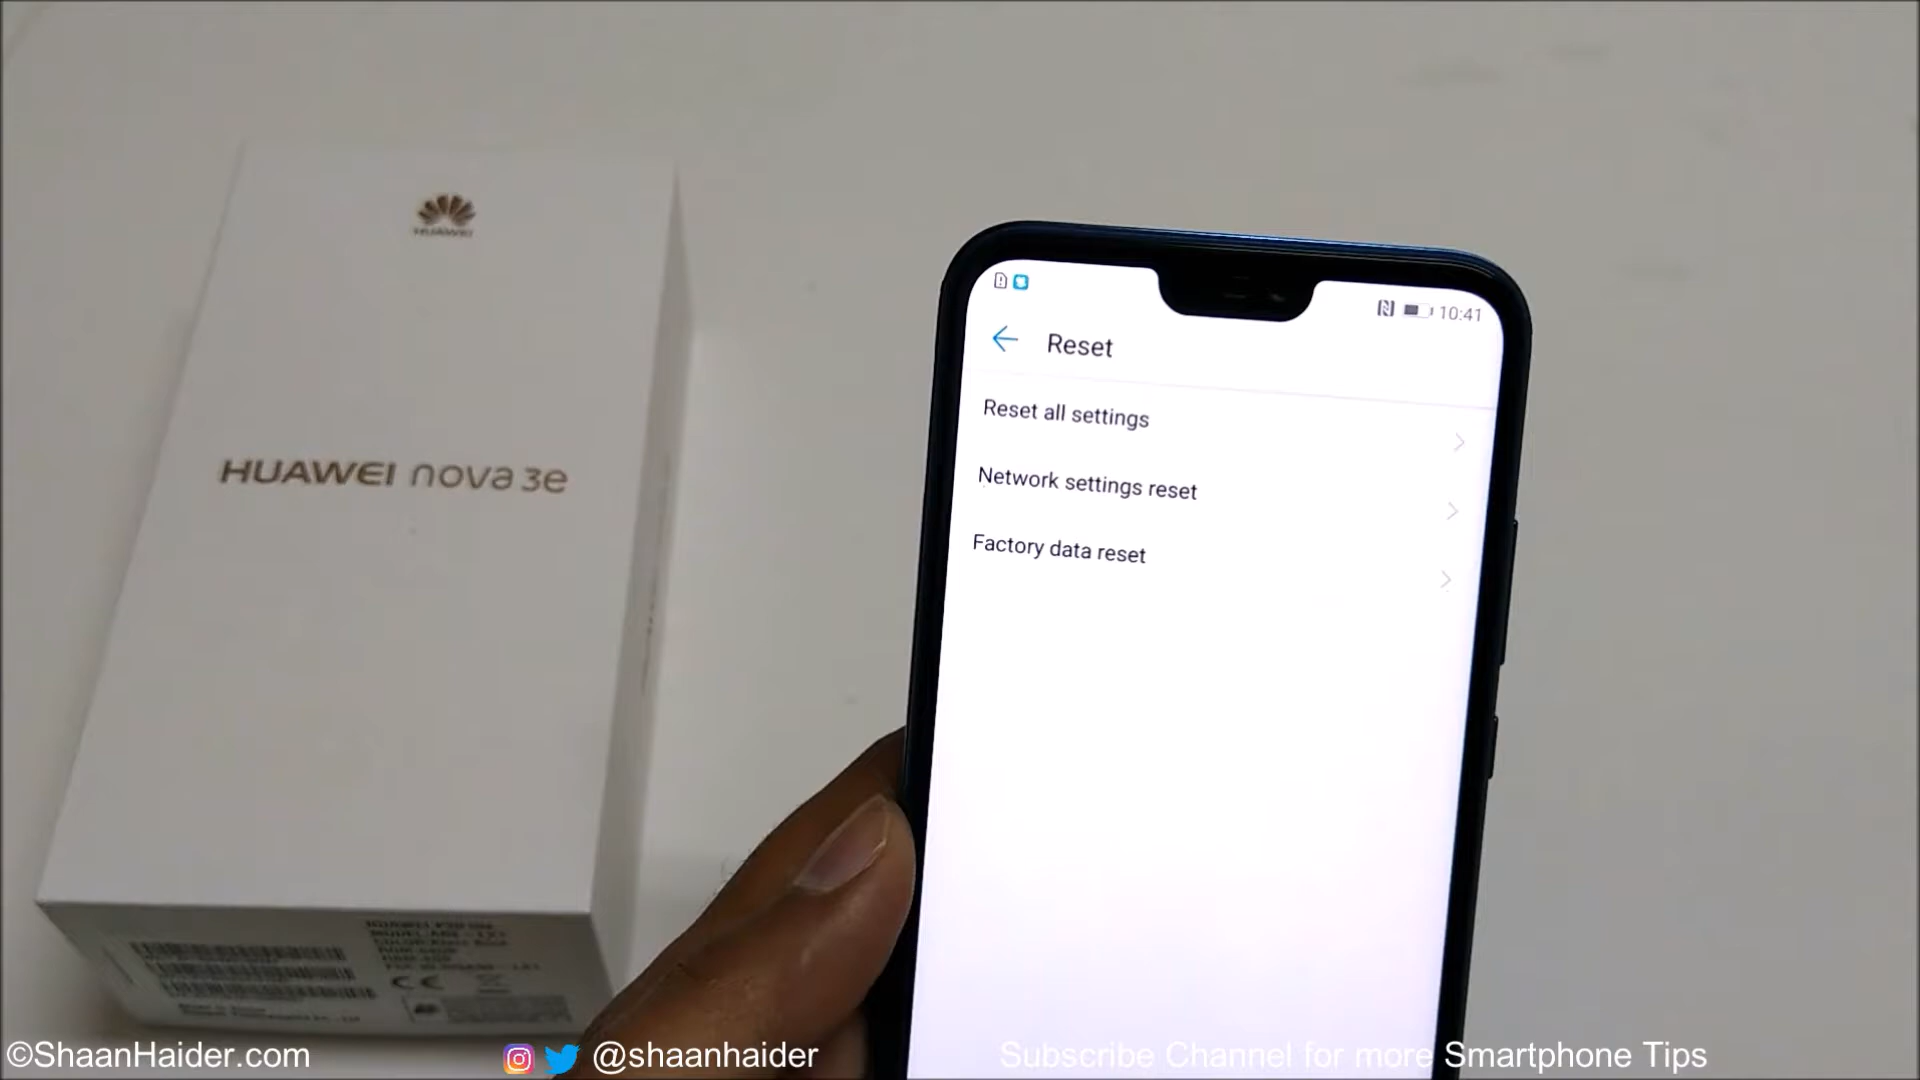 HUAWEI
HUAWEI nova 3e
10:41
Reset
Reset all settings
Network settings reset
Factory data reset
©ShaanHaider.com
@shaanhaider
Subscribe Channel for more Smartphone Tips